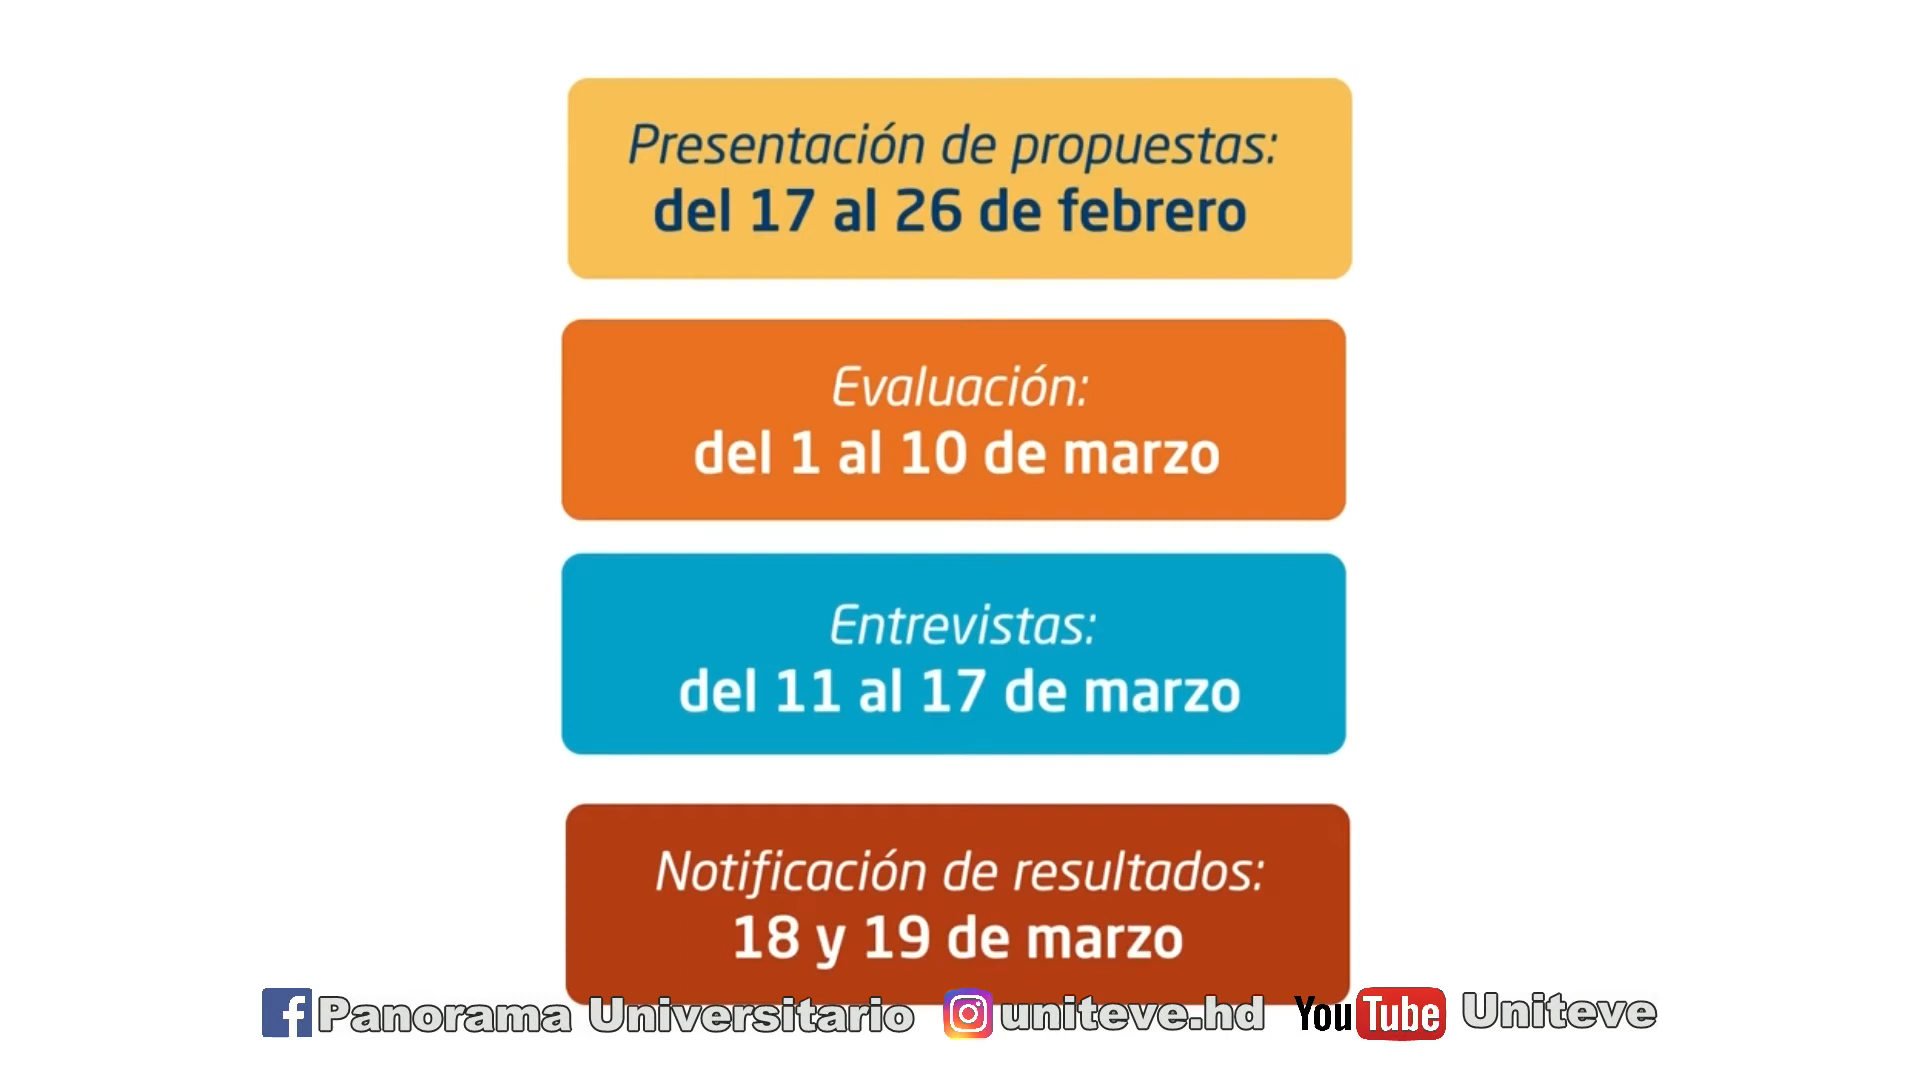 Presentación de propuestas:
del 17 al 26 de febrero
Evaluación:
del 1 al 10 de marzo
Entrevistas:
del 11 al 17 de marzo
Notificación de resultados:
18 y 19 de marzo
Panorama Universitario uniteve.hd YouTube Uniteve